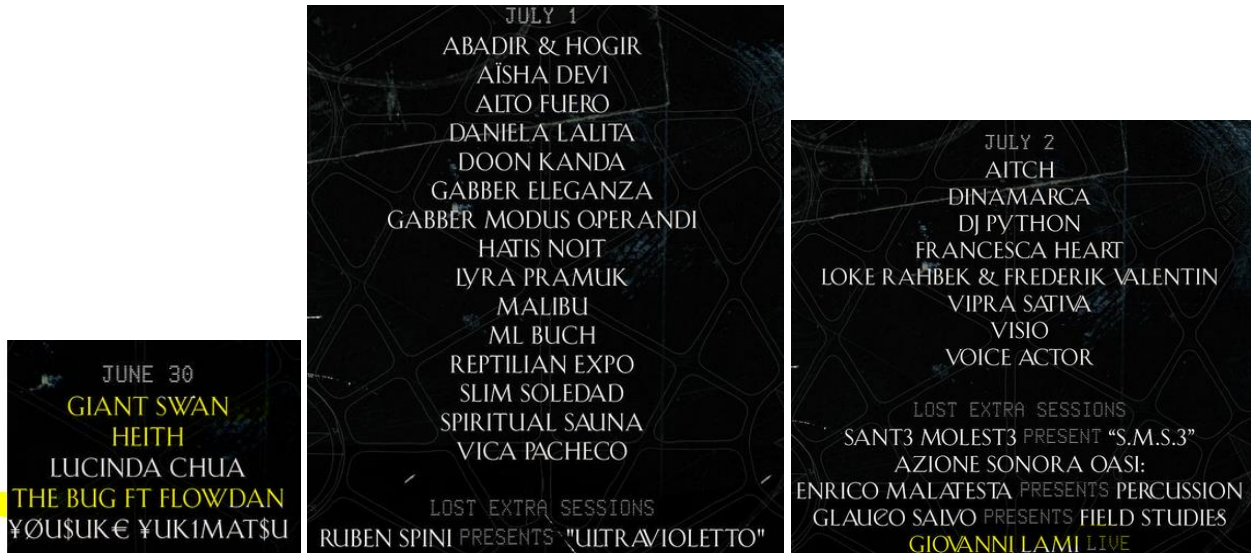 JUNE 30
GIANT SWAN
HEITH
LUCINDA CHUA
THE BUG FT FLOWDAN
¥ØU$UK€ ¥UK1MAT$U
JULY 1
ABADIR & HOGIR
AÏSHA DEVI
ALTO FUERO
DANIELA LALITA
DOON KANDA
GABBER ELEGANZA
GABBER MODUS OPERANDI
HATIS NOIT
LYRA PRAMUK
MALIBU
ML BUCH
REPTILIAN EXPO
SLIM SOLEDAD
SPIRITUAL SAUNA
VICA PACHECO
LOST EXTRA SESSIONS
RUBEN SPINI PRESENTS "ULTRAVIOLETTO"
JULY 2
AITCH
DINAMARCA
DJ PYTHON
FRANCESCA HEART
LOKE RAHBEK & FREDERIK VALENTIN
VIPRA SATIVA
VISIO
VOICE ACTOR
LOST EXTRA SESSIONS
SANT3 MOLEST3 PRESENT “S.M.S.3”
AZIONE SONORA OASI:
ENRICO MALATESTA PRESENTS PERCUSSION
GLAUCO SALVO PRESENTS FIELD STUDIES
GIOVANNI LAMI LIVE